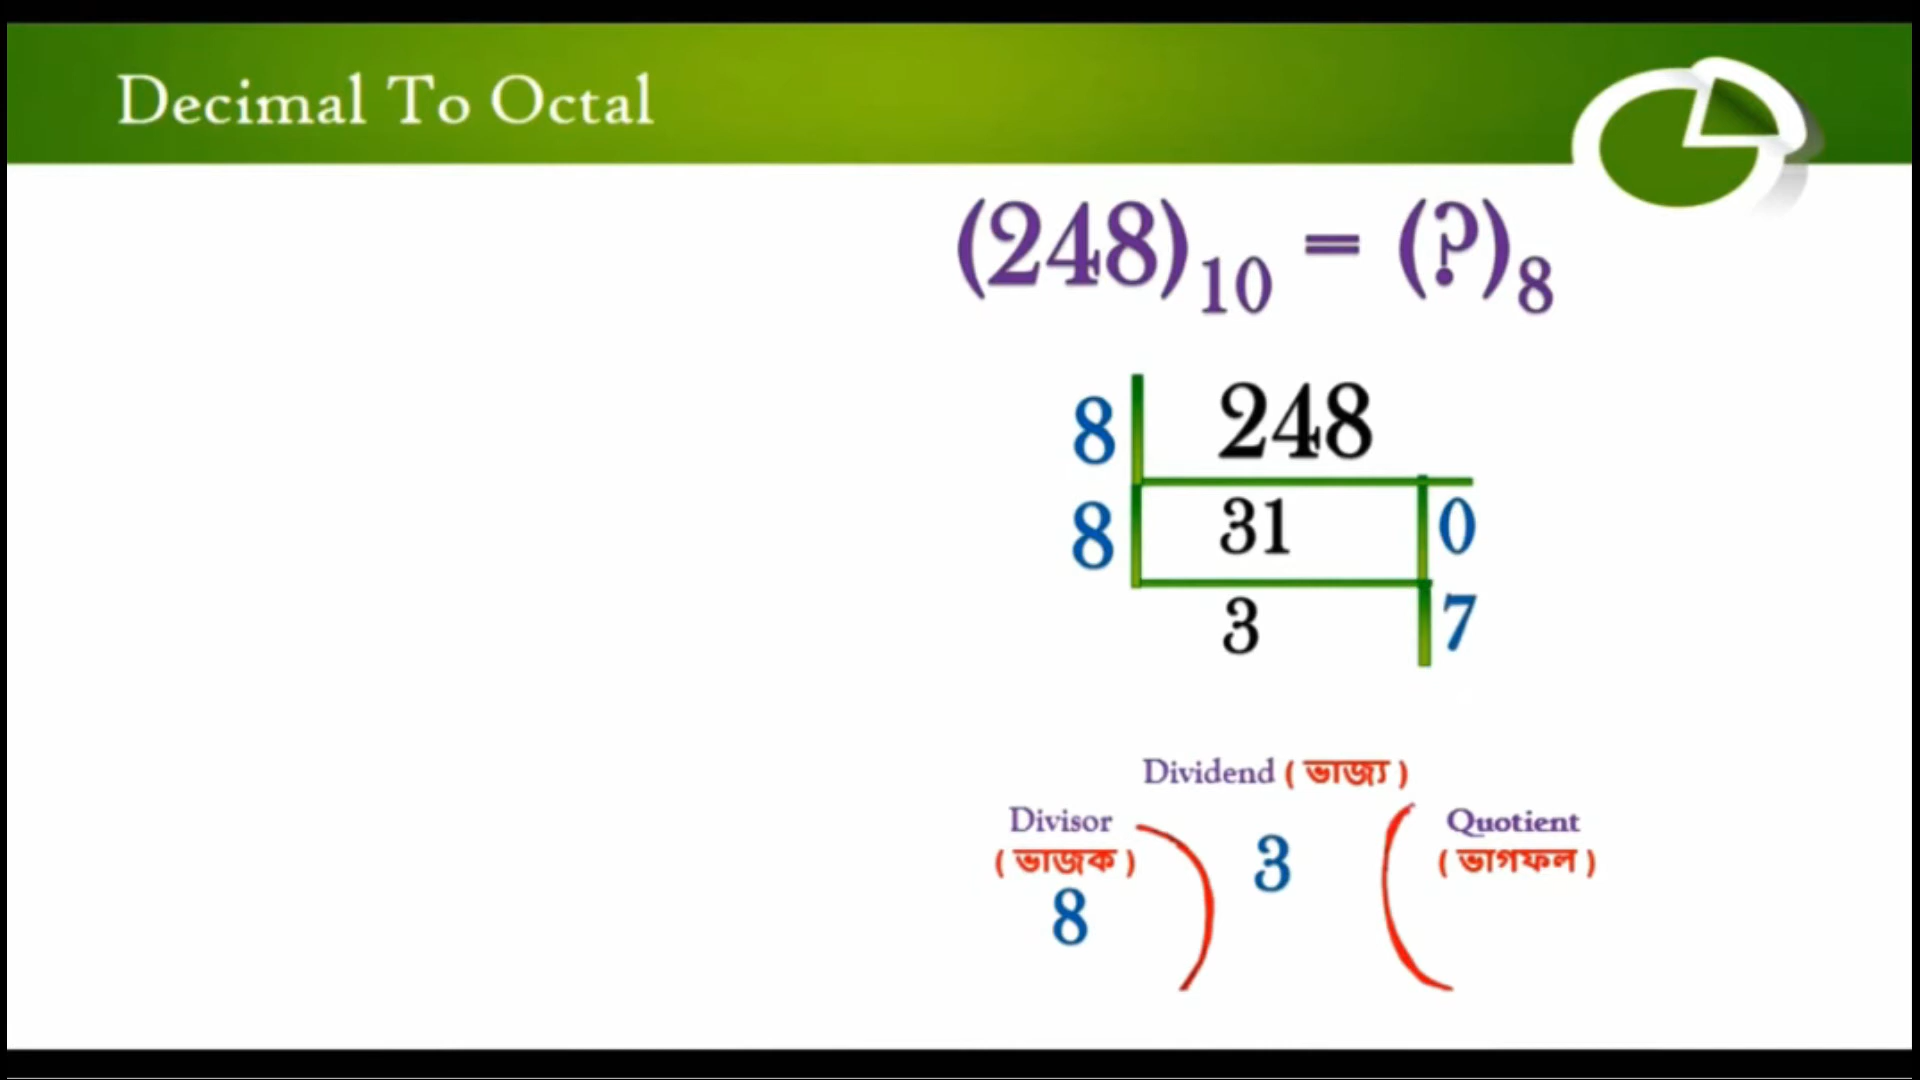 Decimal To Octal
(248)10 = (?)8
8 248
8 31 0
3 7
Dividend ( ভাজ্য )
Divisor
( ভাজক )
8
3
Quotient
( ভাগফল )